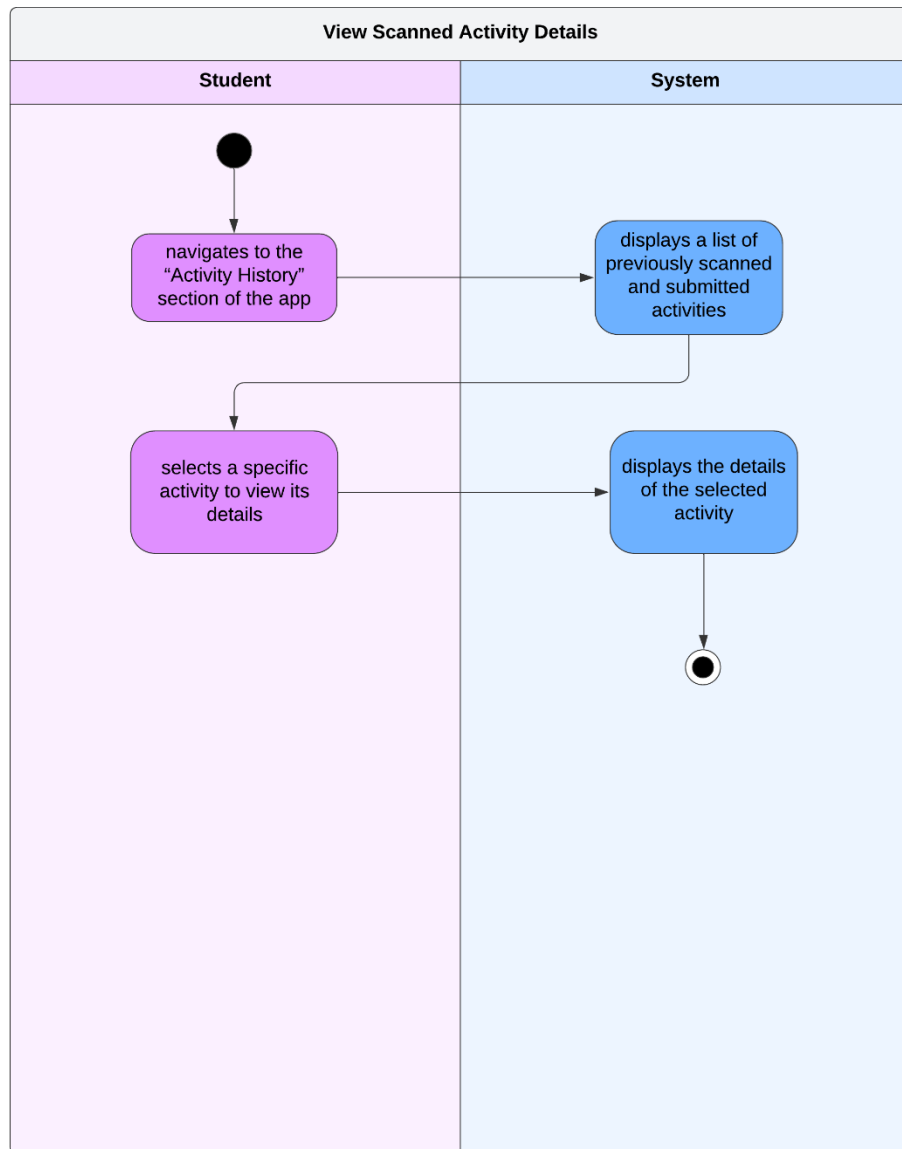 View Scanned Activity Details
Student
System
navigates to the
“Activity History”
section of the app
displays a list of
previously scanned
and submitted
activities
selects a specific
activity to view its
details
displays the details
of the selected
activity